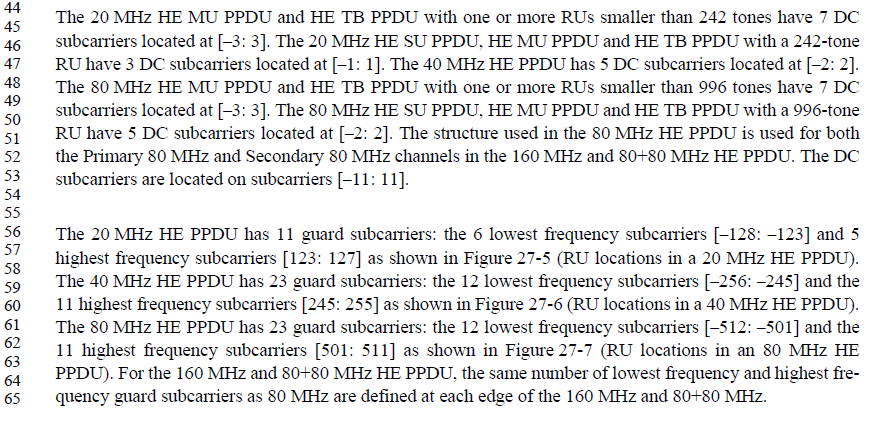 44
45 The 20 MHz HE MU PPDU and HE TB PPDU with one or more RUs smaller than 242 tones have 7 DC
46 subcarriers located at [–3: 3]. The 20 MHz HE SU PPDU, HE MU PPDU and HE TB PPDU with a 242-tone
47 RU have 3 DC subcarriers located at [–1: 1]. The 40 MHz HE PPDU has 5 DC subcarriers located at [–2: 2].
48 The 80 MHz HE MU PPDU and HE TB PPDU with one or more RUs smaller than 996 tones have 7 DC
49 subcarriers located at [–3: 3]. The 80 MHz HE SU PPDU, HE MU PPDU and HE TB PPDU with a 996-tone
50
51 RU have 5 DC subcarriers located at [–2: 2]. The structure used in the 80 MHz HE PPDU is used for both
52 the Primary 80 MHz and Secondary 80 MHz channels in the 160 MHz and 80+80 MHz HE PPDU. The DC
53 subcarriers are located on subcarriers [–11: 11].
54
55
56 The 20 MHz HE PPDU has 11 guard subcarriers: the 6 lowest frequency subcarriers [–128: –123] and 5
57 highest frequency subcarriers [123: 127] as shown in Figure 27-5 (RU locations in a 20 MHz HE PPDU).
58
59 The 40 MHz HE PPDU has 23 guard subcarriers: the 12 lowest frequency subcarriers [–256: –245] and the
60 11 highest frequency subcarriers [245: 255] as shown in Figure 27-6 (RU locations in a 40 MHz HE PPDU).
61 The 80 MHz HE PPDU has 23 guard subcarriers: the 12 lowest frequency subcarriers [–512: –501] and the
62 11 highest frequency subcarriers [501: 511] as shown in Figure 27-7 (RU locations in an 80 MHz HE
63
64 PPDU). For the 160 MHz and 80+80 MHz HE PPDU, the same number of lowest frequency and highest fre-
65 quency guard subcarriers as 80 MHz are defined at each edge of the 160 MHz and 80+80 MHz.